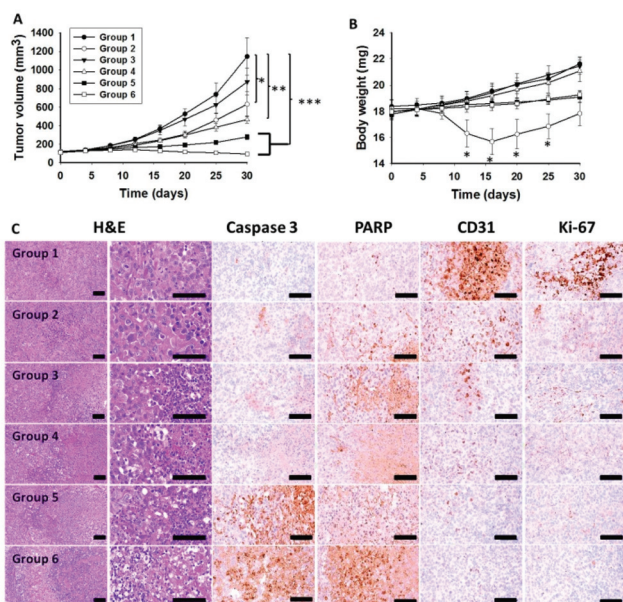 A
Tumor volume (mm³)
1400
1200
1000
800
600
400
200
0
Group 1
Group 2
Group 3
Group 4
Group 5
Group 6
*
**
***
0 5 10 15 20 25 30
Time (days)
B
Body weight (mg)
22
20
18
16
14
* * * *
0 5 10 15 20 25 30
Time (days)
C H&E Caspase 3 PARP CD31 Ki-67
Group 1
Group 2
Group 3
Group 4
Group 5
Group 6